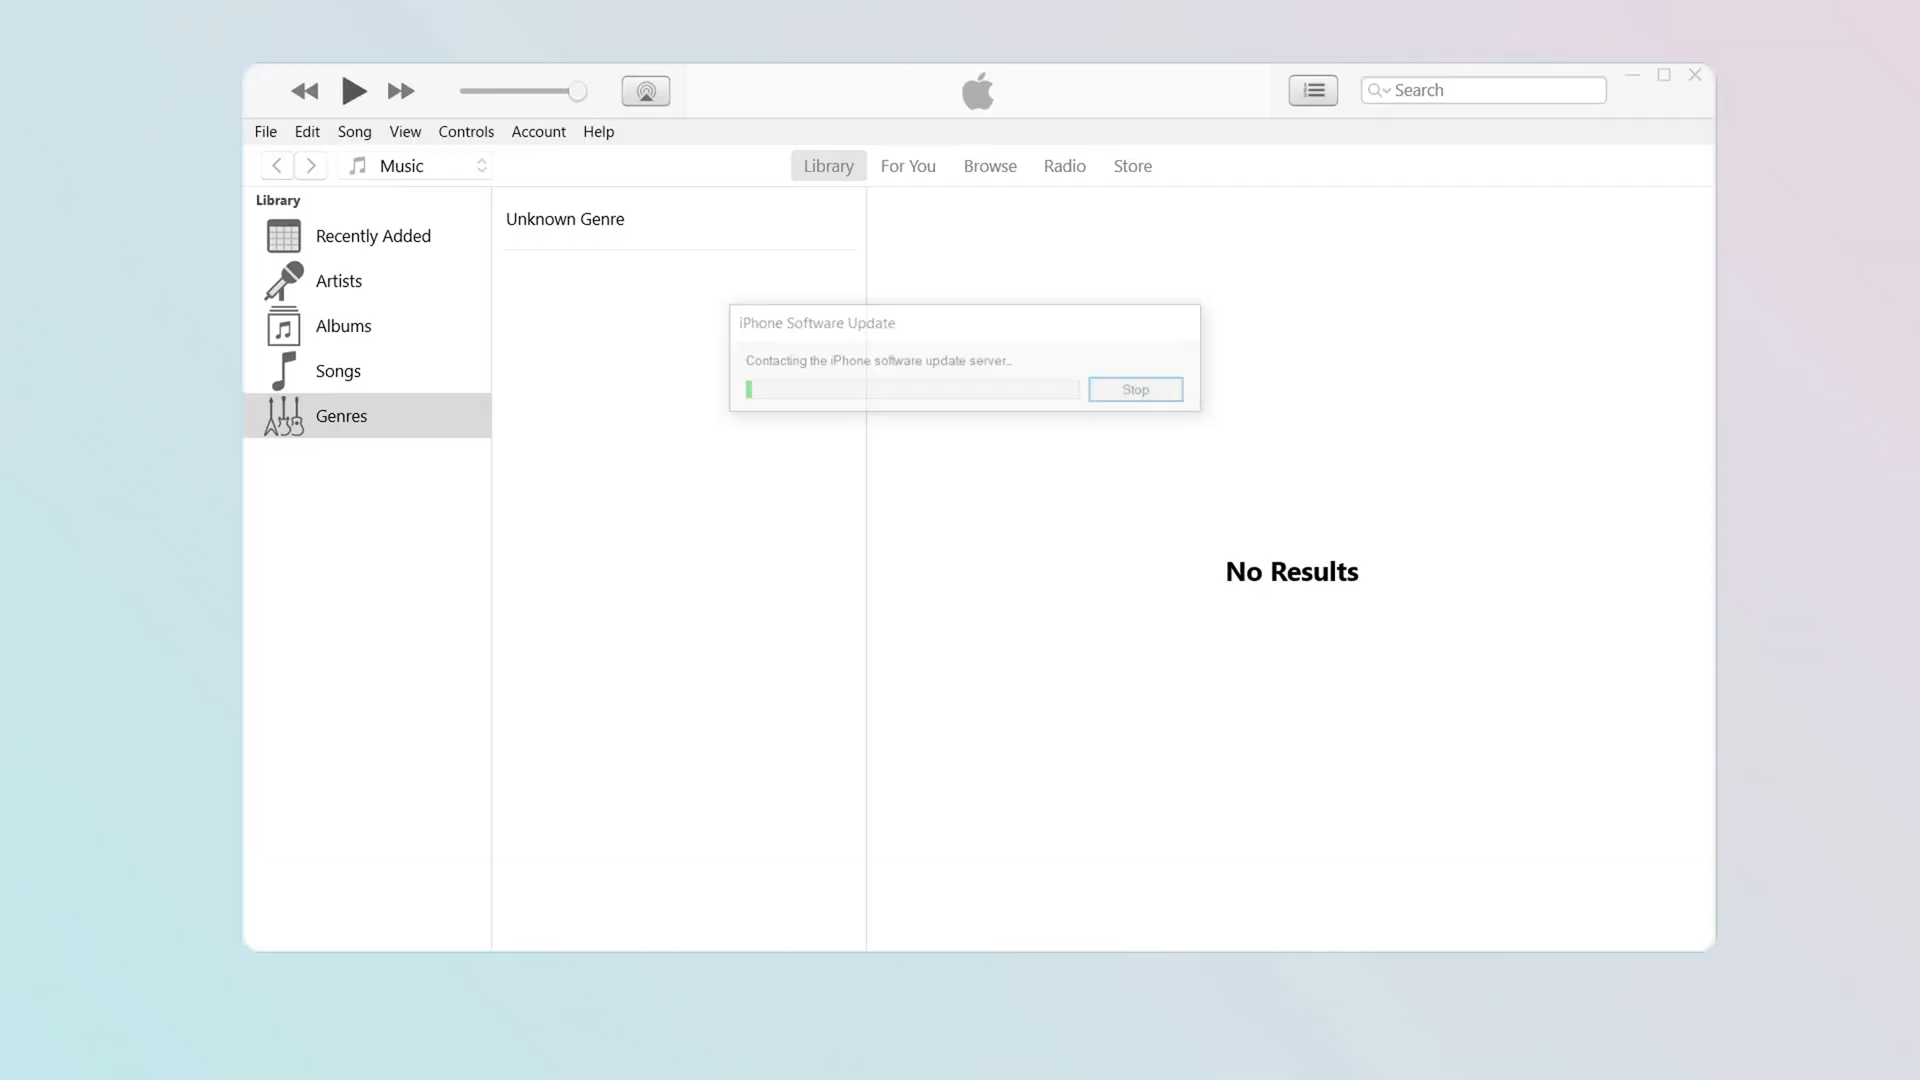 Search
File Edit Song View Controls Account Help
Music
Library For You Browse Radio Store
Library
Recently Added
Artists
Albums
Songs
Genres
Unknown Genre
iPhone Software Update
Contacting the iPhone software update server...
Stop
No Results